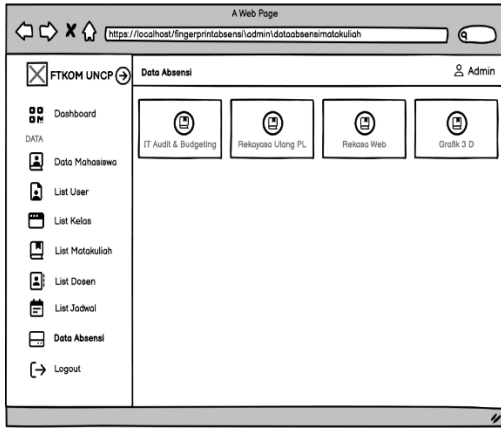 A Web Page
https://localhost/fingerprintabsensi\admin\dataabsensimatakuliah
FTKOM UNCP
Data Absensi
Admin
Dashboard
DATA
Data Mahasiswa
List User
List Kelas
List Matakuliah
List Dosen
List Jadwal
Data Absensi
Logout
IT Audit & Budgeting
Rekayasa Ulang PL
Rekasa Web
Grafik 3 D